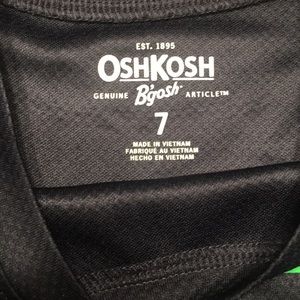 EST. 1895
OSHKOSH
GENUINE B'gosh® ARTICLE™
7
MADE IN VIETNAM
FABRIQUÉ AU VIETNAM
HECHO EN VIETNAM